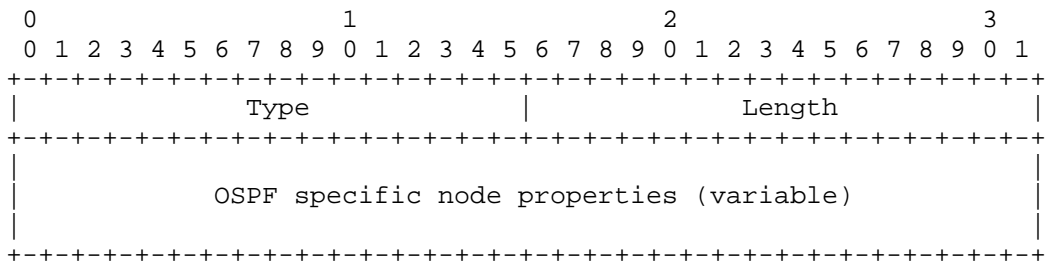 0                   1                   2                   3
 0 1 2 3 4 5 6 7 8 9 0 1 2 3 4 5 6 7 8 9 0 1 2 3 4 5 6 7 8 9 0 1
+-+-+-+-+-+-+-+-+-+-+-+-+-+-+-+-+-+-+-+-+-+-+-+-+-+-+-+-+-+-+-+-+
|              Type             |             Length            |
+-+-+-+-+-+-+-+-+-+-+-+-+-+-+-+-+-+-+-+-+-+-+-+-+-+-+-+-+-+-+-+-+
|                                                               |
|            OSPF specific node properties (variable)           |
|                                                               |
+-+-+-+-+-+-+-+-+-+-+-+-+-+-+-+-+-+-+-+-+-+-+-+-+-+-+-+-+-+-+-+-+